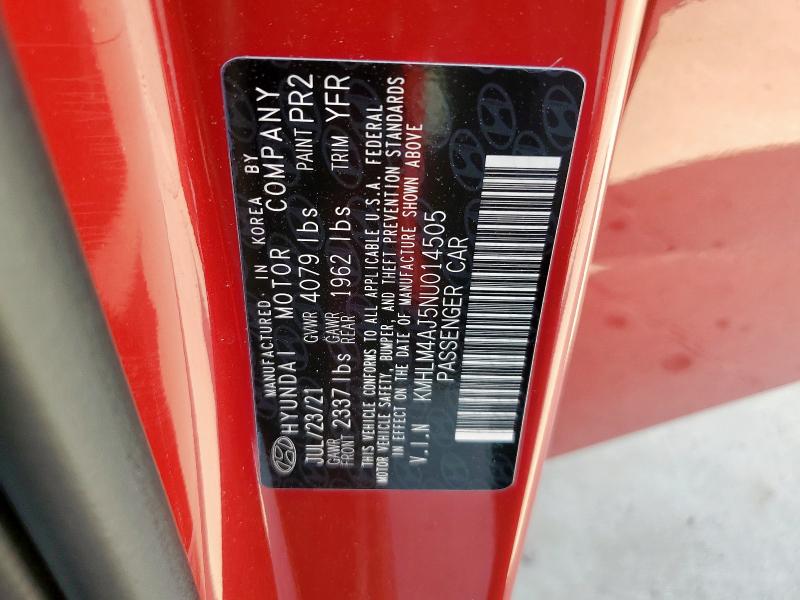 MANUFACTURED IN KOREA BY
HYUNDAI MOTOR COMPANY
JUL/23/21 GVWR 4079 lbs PAINT PR2
GAWR FRONT 2337 lbs GAWR REAR 1962 lbs TRIM YFR
THIS VEHICLE CONFORMS TO ALL APPLICABLE U.S.A. FEDERAL
MOTOR VEHICLE SAFETY, BUMPER, AND THEFT PREVENTION STANDARDS
IN EFFECT ON THE DATE OF MANUFACTURE SHOWN ABOVE
V.I.N KMHLM4AJ5NU014505
PASSENGER CAR